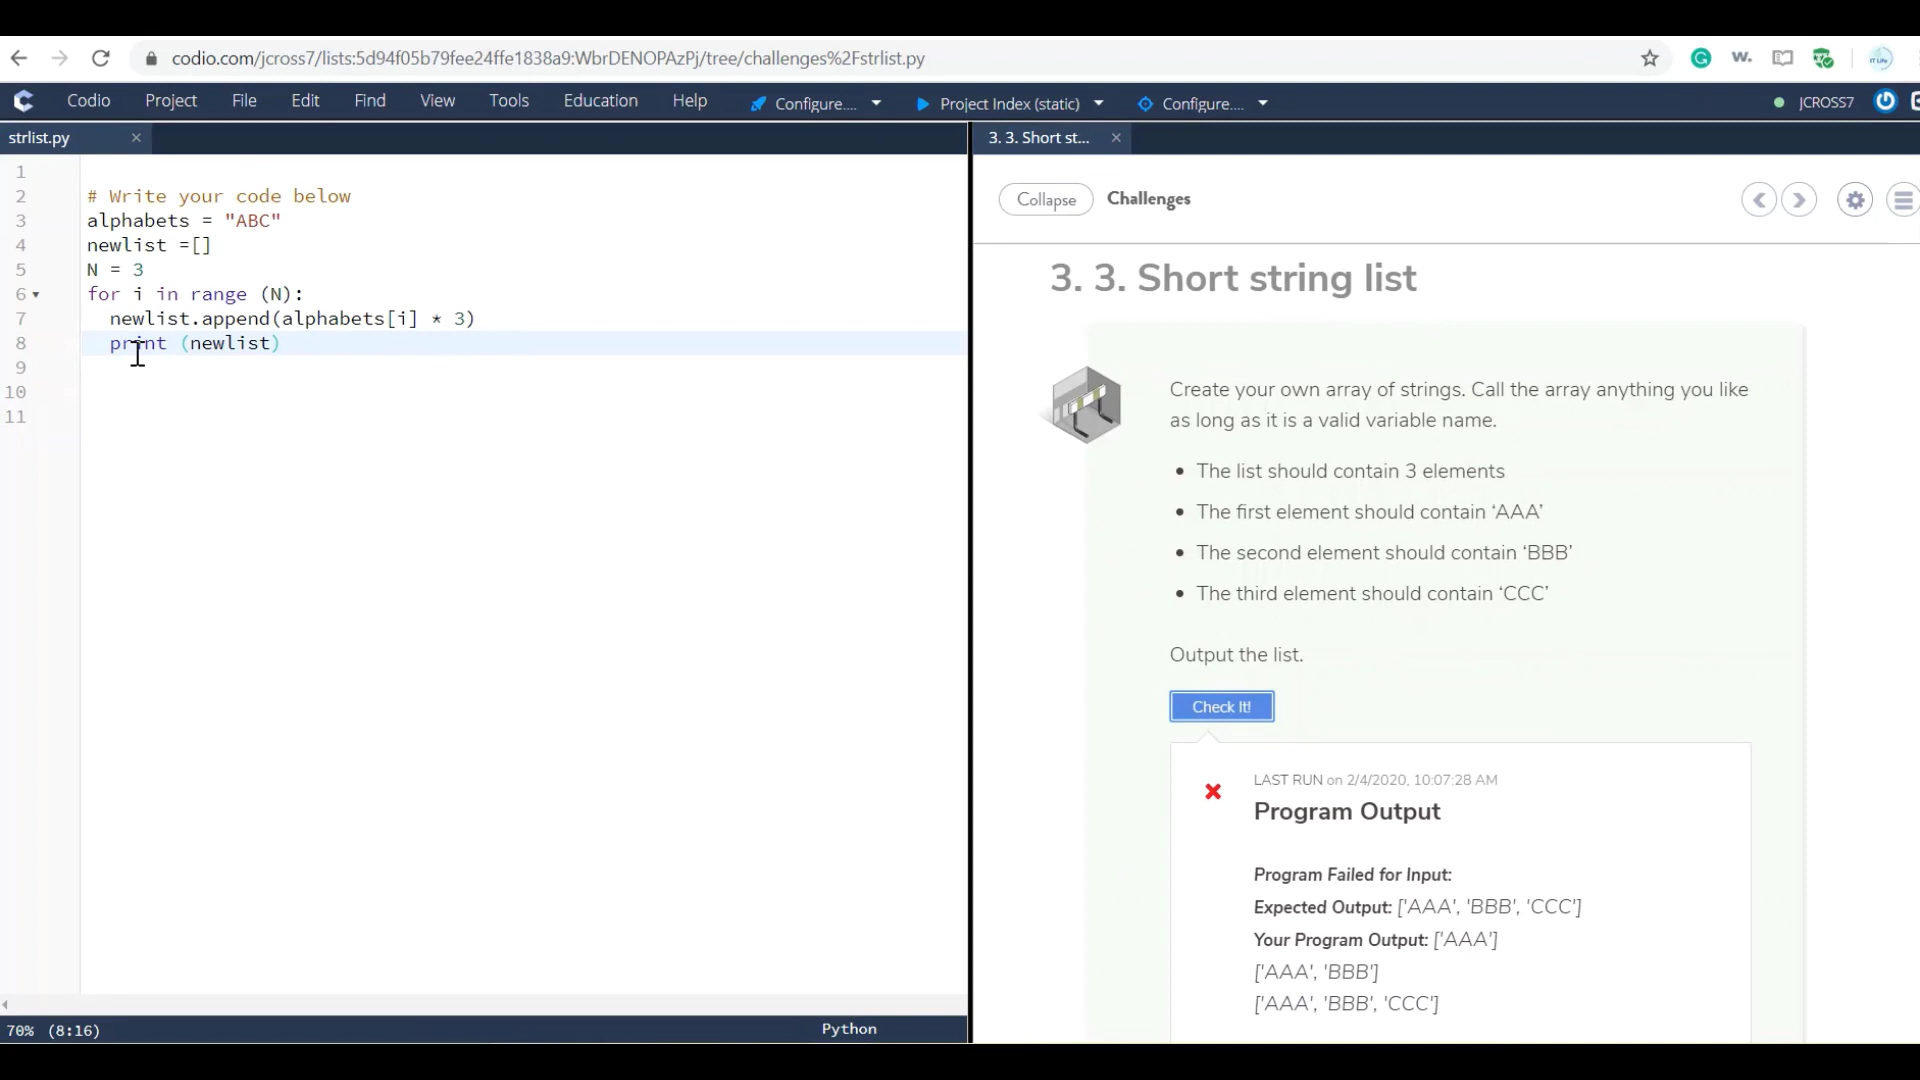 codio.com/jcross7/lists:5d94f05b79fee24ffe1838a9:WbrDENOPAzPj/tree/challenges%2Fstrlist.py
Codio Project File Edit Find View Tools Education Help Configure.... Project Index (static) Configure.... JCROSS7
strlist.py
3. 3. Short st...
1
2 # Write your code below
3 alphabets = "ABC"
4 newlist =[]
5 N = 3
6 for i in range (N):
7 newlist.append(alphabets[i] * 3)
8 print (newlist)
9
10
11
70% (8:16) Python
Collapse Challenges
3. 3. Short string list
Create your own array of strings. Call the array anything you like
as long as it is a valid variable name.
• The list should contain 3 elements
• The first element should contain ‘AAA’
• The second element should contain ‘BBB’
• The third element should contain ‘CCC’
Output the list.
Check It!
LAST RUN on 2/4/2020, 10:07:28 AM
Program Output
Program Failed for Input:
Expected Output: ['AAA', 'BBB', 'CCC']
Your Program Output: ['AAA']
['AAA', 'BBB']
['AAA', 'BBB', 'CCC']